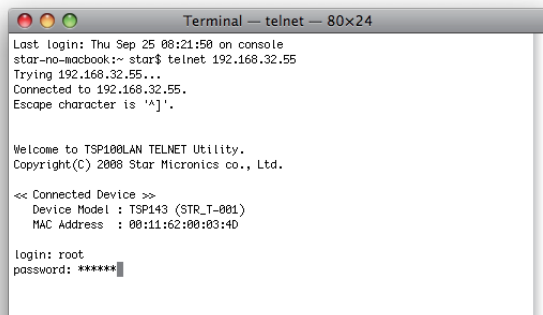 Terminal — telnet — 80×24
Last login: Thu Sep 25 08:21:50 on console
star-no-macbook:~ star$ telnet 192.168.32.55
Trying 192.168.32.55...
Connected to 192.168.32.55.
Escape character is '^]'.
Welcome to TSP100LAN TELNET Utility.
Copyright(C) 2008 Star Micronics co., Ltd.
<< Connected Device >>
Device Model : TSP143 (STR_T-001)
MAC Address : 00:11:62:00:03:4D
login: root
password: ******